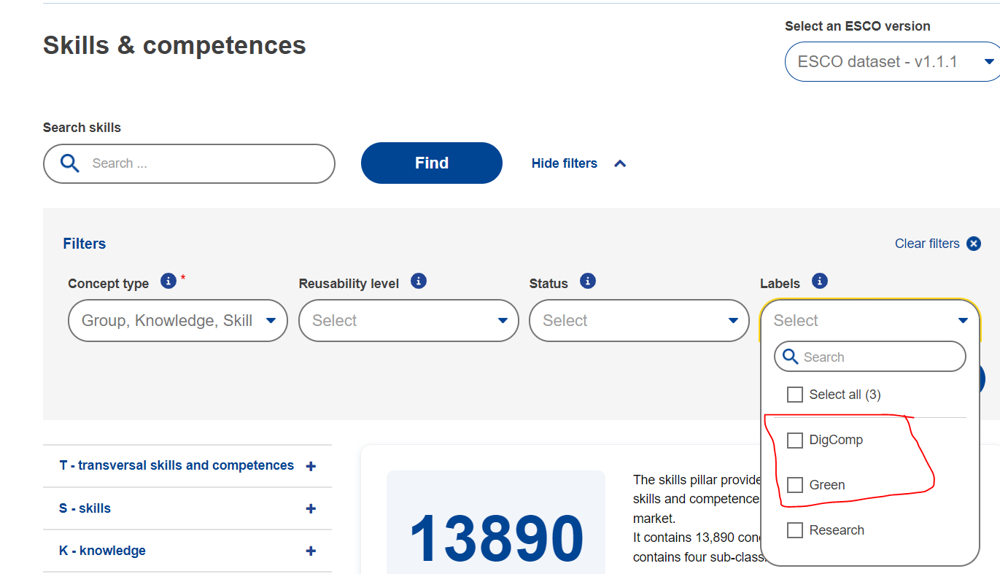 Select an ESCO version
Skills & competences
ESCO dataset - v1.1.1
Search skills
Search ...
Find
Hide filters
Filters
Clear filters
Concept type *
Reusability level
Status
Labels
Group, Knowledge, Skill
Select
Select
Select
Search
Select all (3)
DigComp
Green
Research
T - transversal skills and competences +
S - skills +
K - knowledge +
13890
The skills pillar provide
skills and competence
market.
It contains 13,890
contains four